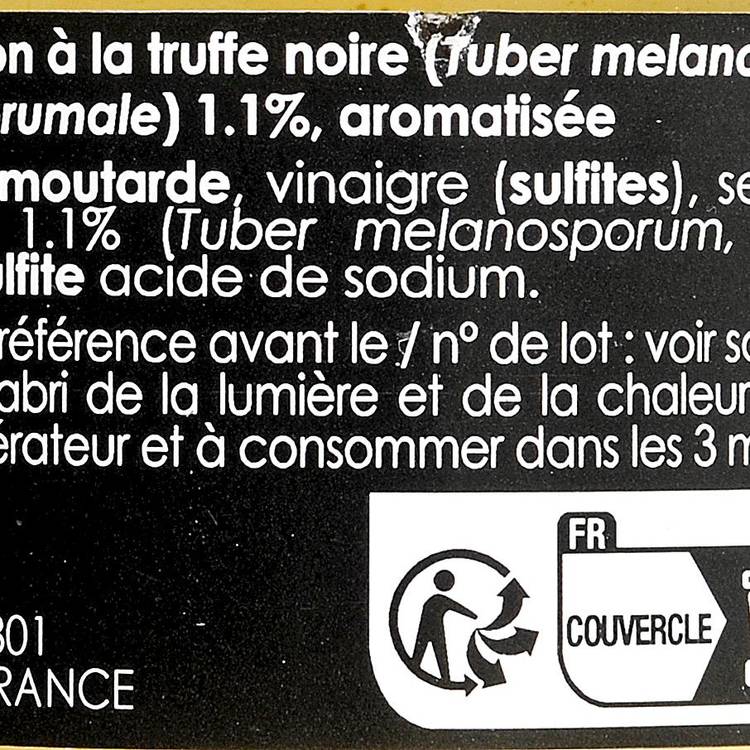 on à la truffe noire (Tuber melano
rumale) 1.1%, aromatisée
moutarde, vinaigre (sulfites), se
1.1% (Tuber melanosporum,
ulfite acide de sodium.
référence avant le / n° de lot : voir so
abri de la lumière et de la chaleur
érateur et à consommer dans les 3 m
FR
COUVERCLE
301
RANCE